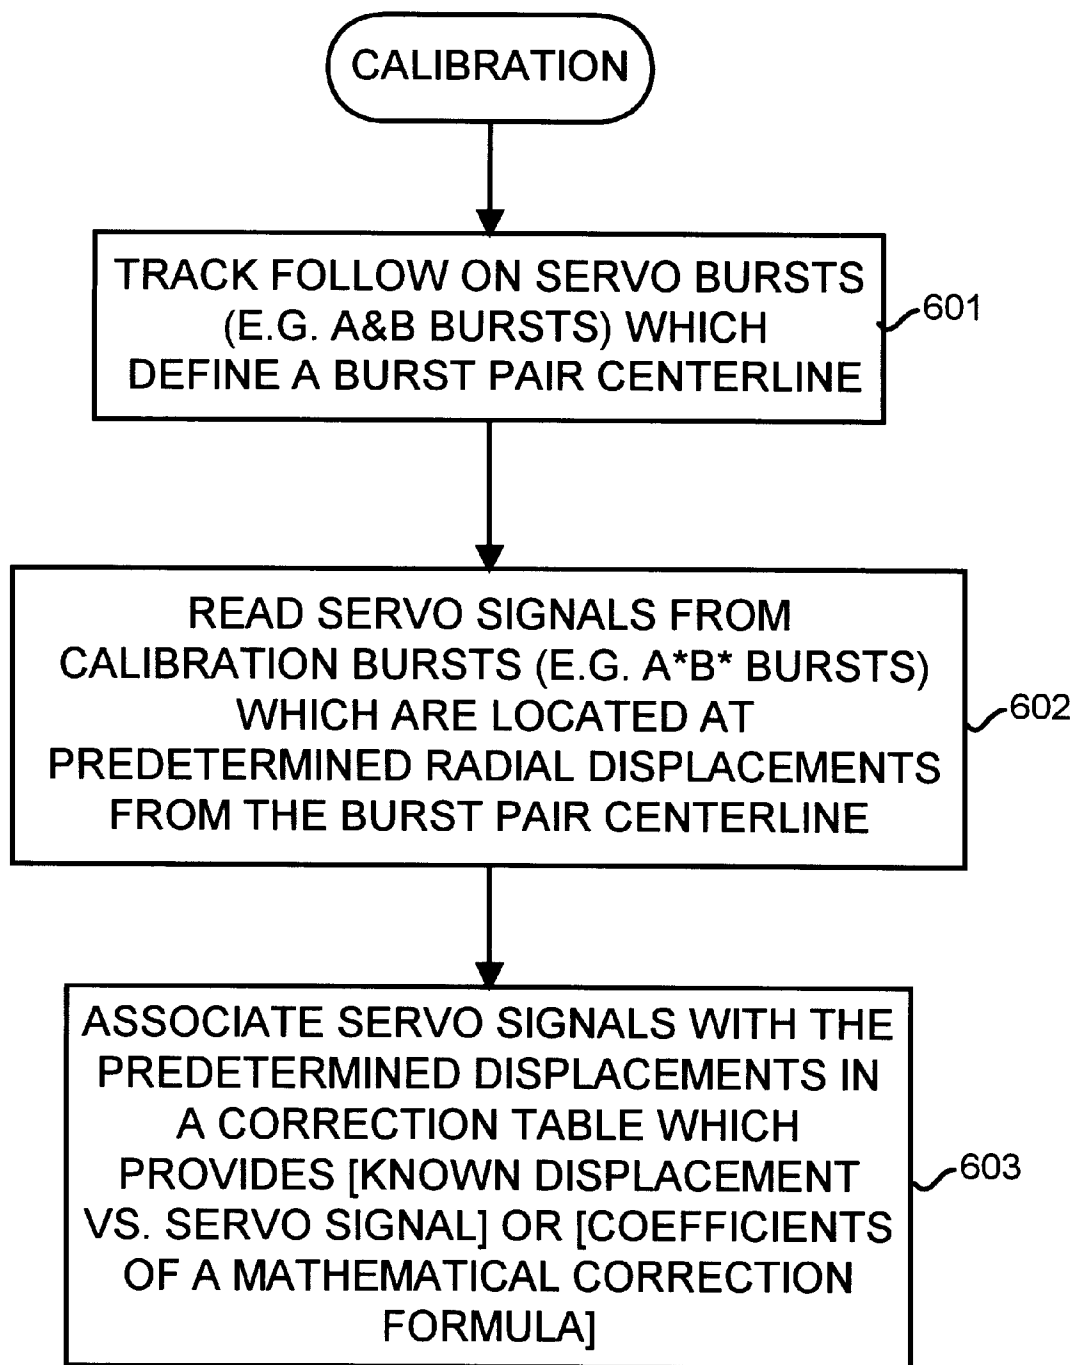 CALIBRATION
TRACK FOLLOW ON SERVO BURSTS
(E.G. A&B BURSTS) WHICH
DEFINE A BURST PAIR CENTERLINE
601
READ SERVO SIGNALS FROM
CALIBRATION BURSTS (E.G. A*B* BURSTS)
WHICH ARE LOCATED AT
PREDETERMINED RADIAL DISPLACEMENTS
FROM THE BURST PAIR CENTERLINE
602
ASSOCIATE SERVO SIGNALS WITH THE
PREDETERMINED DISPLACEMENTS IN
A CORRECTION TABLE WHICH
PROVIDES [KNOWN DISPLACEMENT
VS. SERVO SIGNAL] OR [COEFFICIENTS
OF A MATHEMATICAL CORRECTION
FORMULA]
603